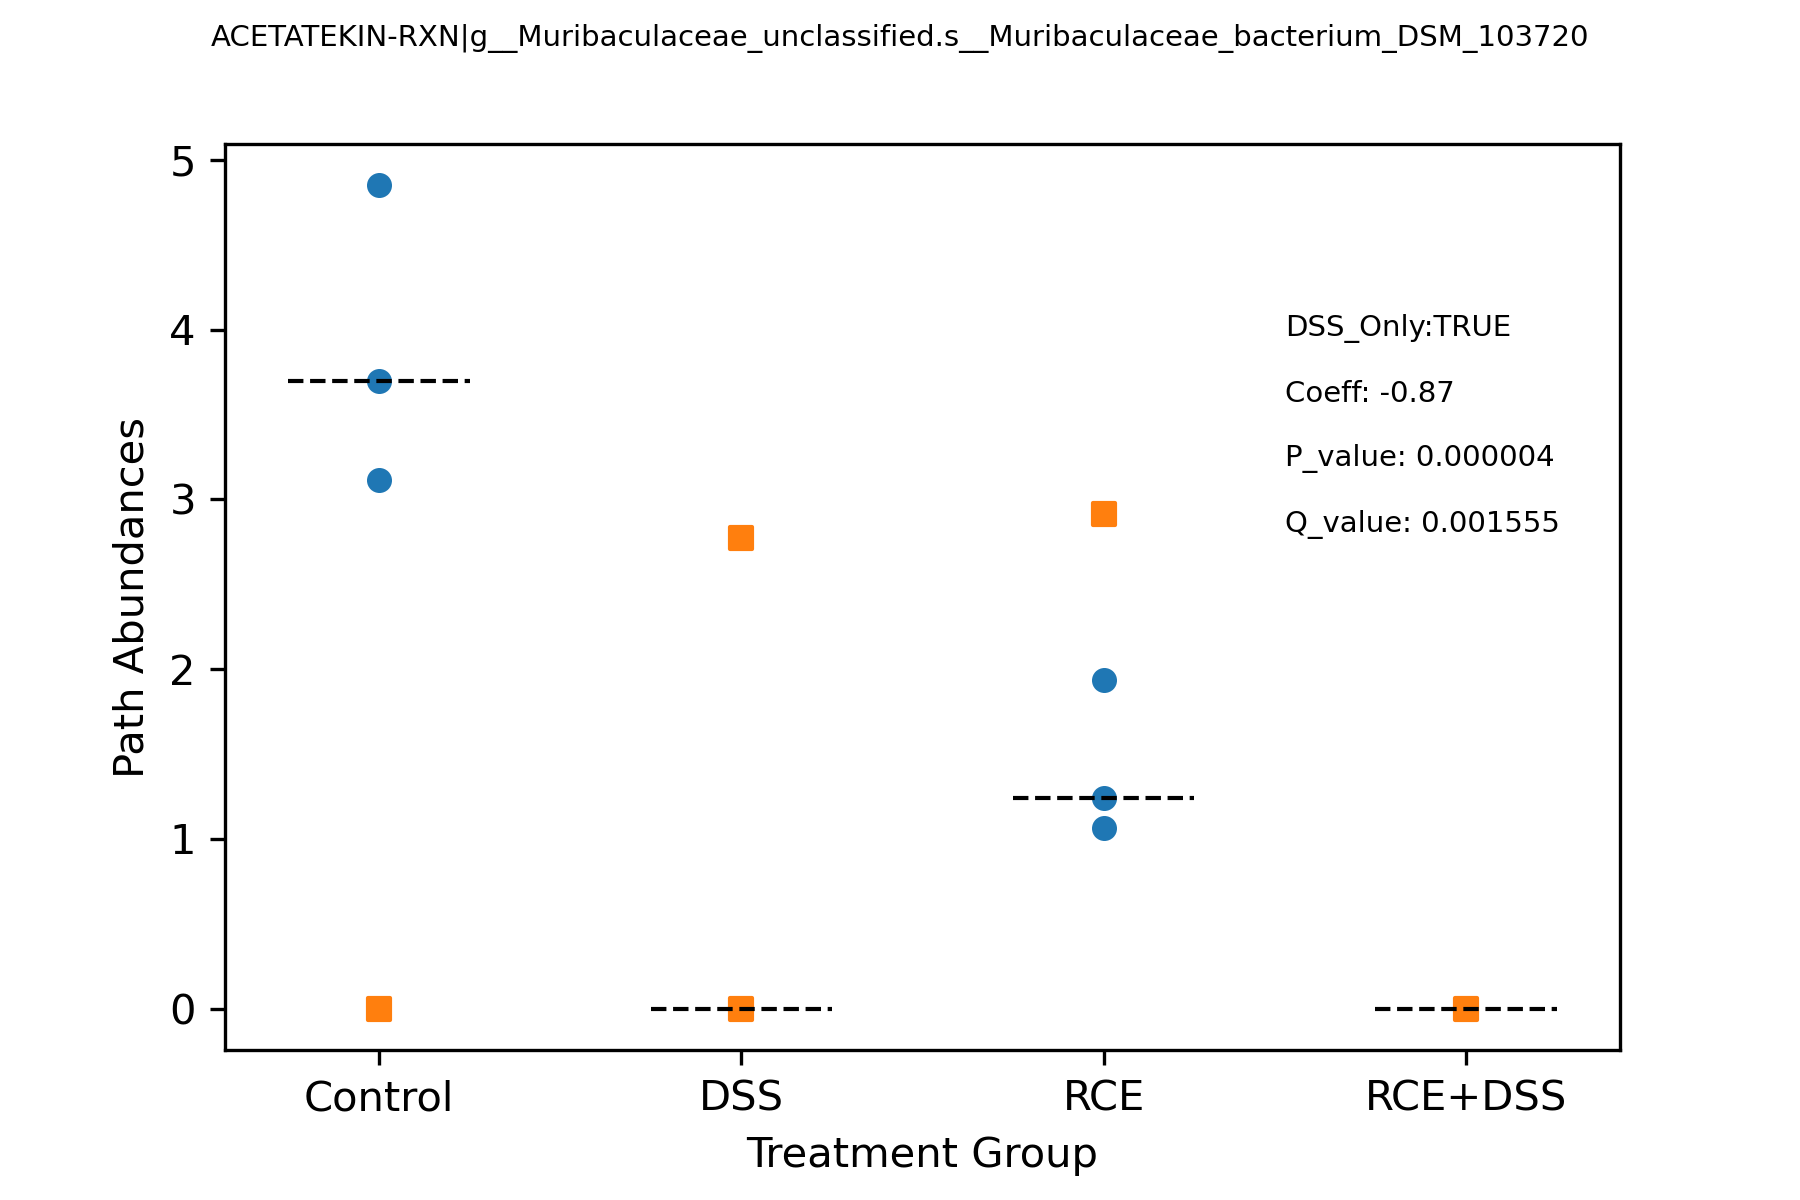 ACETATEKIN-RXN|g__Muribaculaceae_unclassified.s__Muribaculaceae_bacterium_DSM_103720
5
4
3
2
1
0
Path Abundances
DSS_Only:TRUE
Coeff: -0.87
P_value: 0.000004
Q_value: 0.001555
Control
DSS
RCE
RCE+DSS
Treatment Group